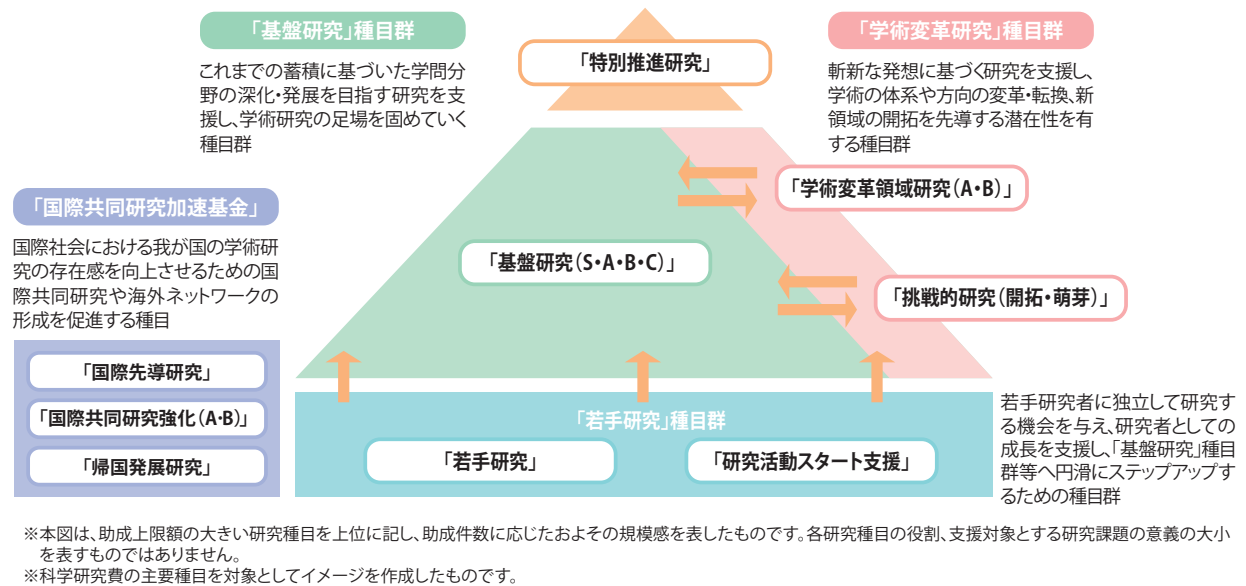 「基盤研究」種目群
これまでの蓄積に基づいた学問分
野の深化・発展を目指す研究を支
援し、学術研究の足場を固めていく
種目群
「特別推進研究」
「学術変革研究」種目群
斬新な発想に基づく研究を支援し、
学術の体系や方向の変革・転換、新
領域の開拓を先導する潜在性を有
する種目群
「学術変革領域研究（A・B）」
「国際共同研究加速基金」
国際社会における我が国の学術研
究の存在感を向上させるための国
際共同研究や海外ネットワークの
形成を促進する種目
「基盤研究（S・A・B・C）」
「挑戦的研究（開拓・萌芽）」
「国際先導研究」
「国際共同研究強化（A・B）」
「帰国発展研究」
「若手研究」種目群
「若手研究」
「研究活動スタート支援」
若手研究者に独立して研究す
る機会を与え、研究者としての
成長を支援し、「基盤研究」種目
群等へ円滑にステップアップす
るための種目群
※本図は、助成上限額の大きい研究種目を上位に記し、助成件数に応じたおよその規模感を表したものです。各研究種目の役割、支援対象とする研究課題の意義の大小
を表すものではありません。
※科学研究費の主要種目を対象としてイメージを作成したものです。